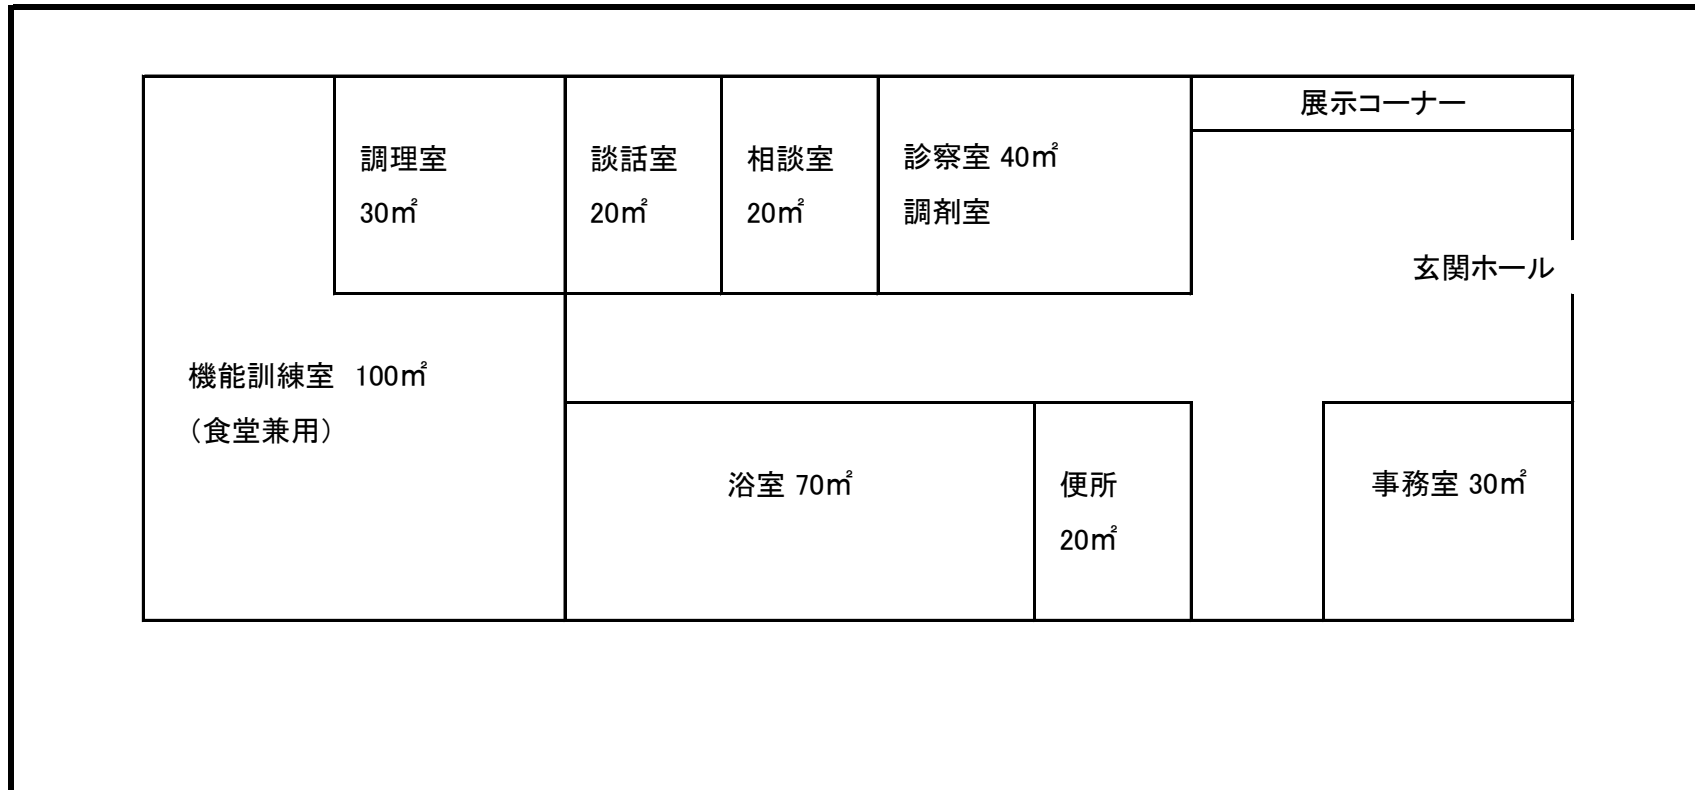 展示コーナー
調理室
30㎡
談話室
20㎡
相談室
20㎡
診察室 40㎡
調剤室
玄関ホール
機能訓練室　100㎡
（食堂兼用）
浴室 70㎡
便所
20㎡
事務室 30㎡